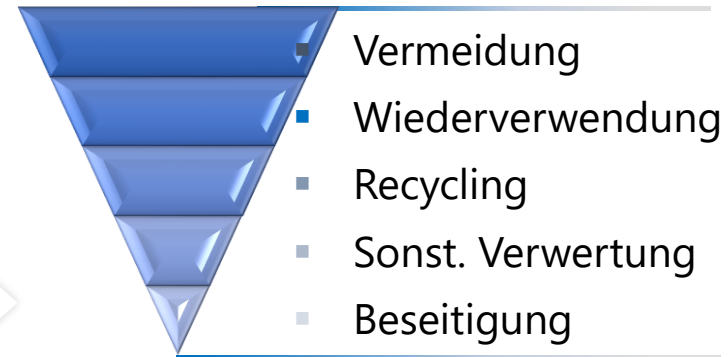 Vermeidung
Wiederverwendung
Recycling
Sonst. Verwertung
Beseitigung